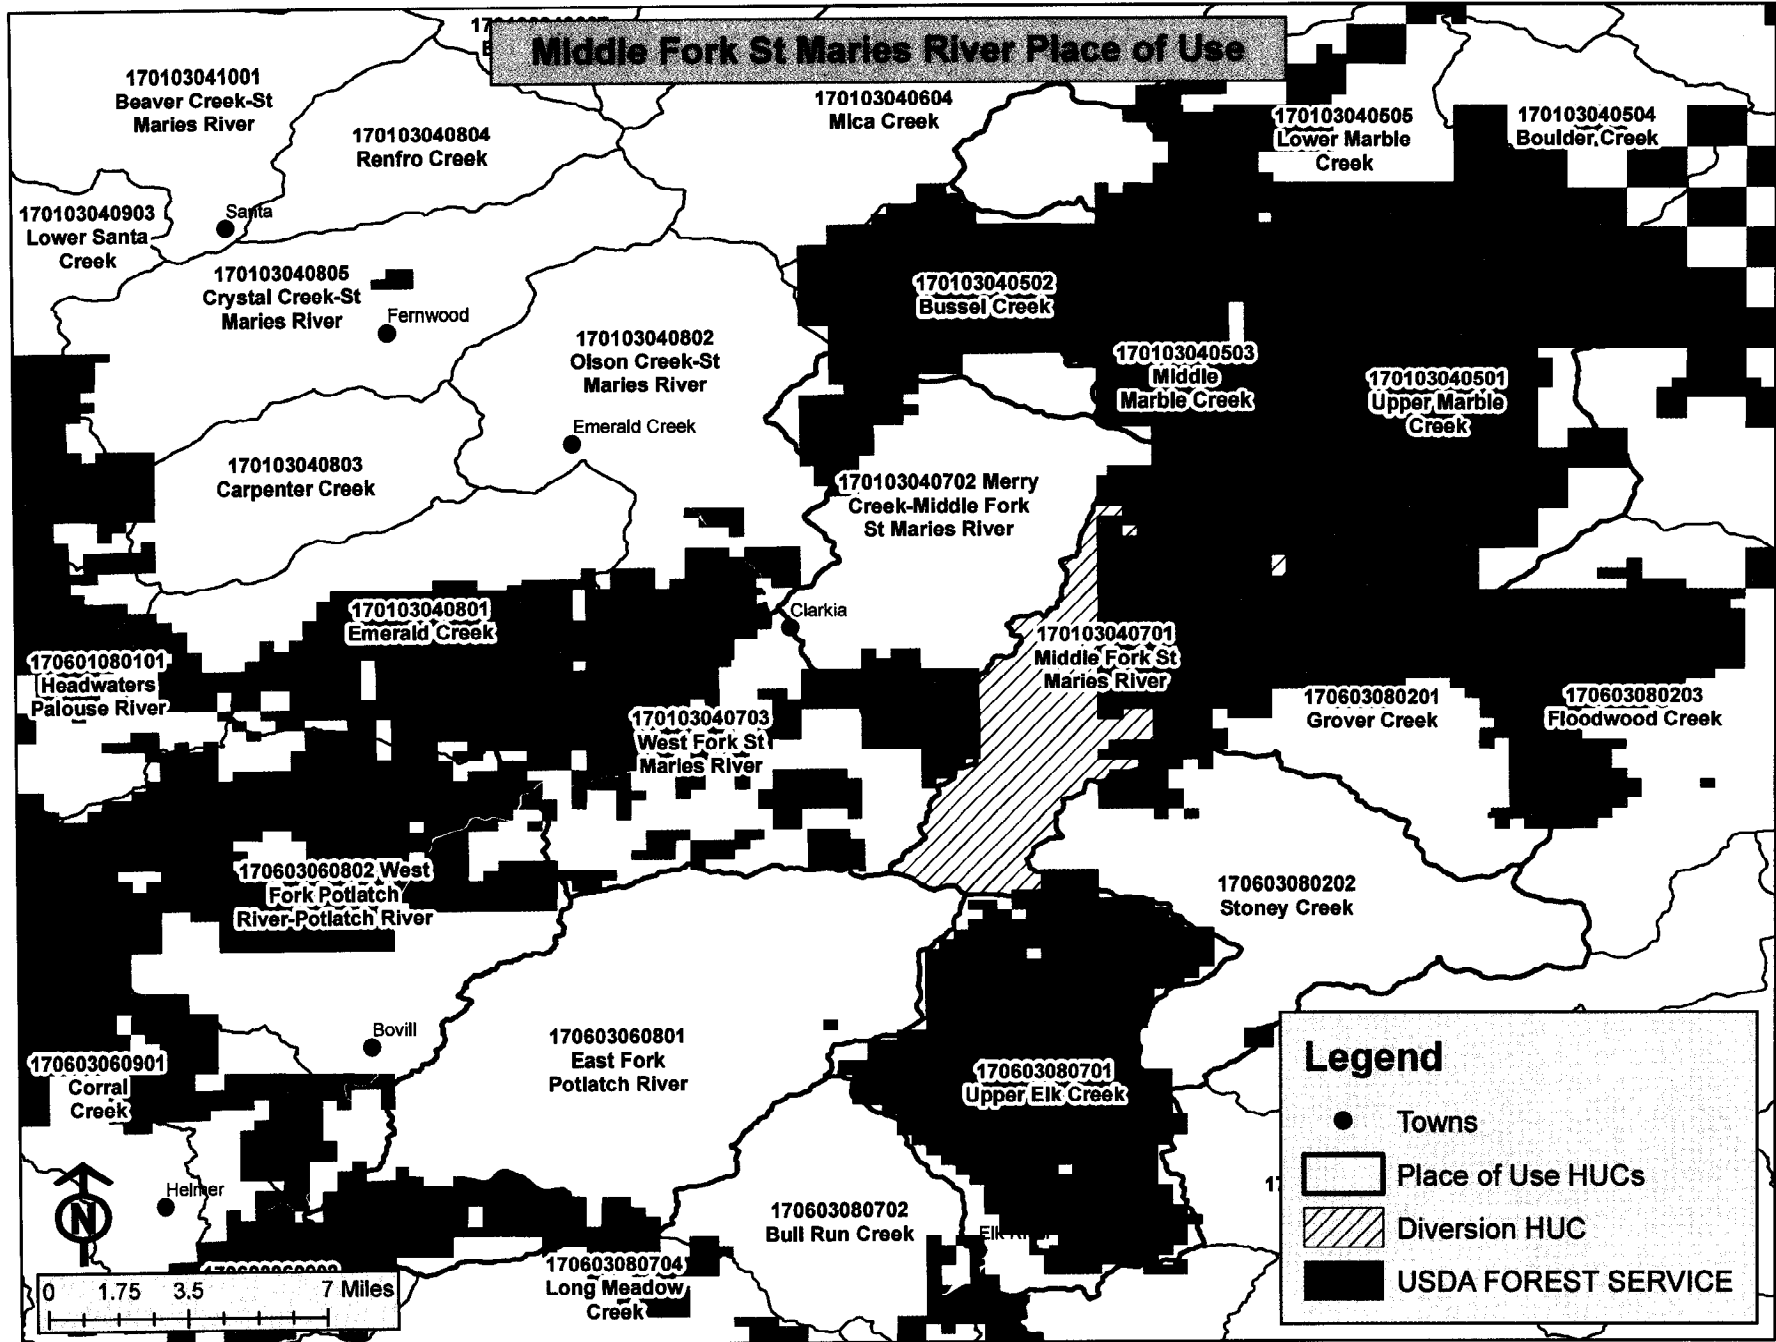 Middle Fork St Maries River Place of Use
170103041001
Beaver Creek-St
Maries River
170103040804
Renfro Creek
170103040604
Mica Creek
170103040505
Lower Marble
Creek
170103040504
Boulder Creek
170103040903
Lower Santa
Creek
Santa
170103040805
Crystal Creek-St
Maries River
Fernwood
170103040802
Olson Creek-St
Maries River
Emerald Creek
170103040502
Bussel Creek
170103040503
Middle
Marble Creek
170103040501
Upper Marble
Creek
170103040803
Carpenter Creek
170103040702 Merry
Creek-Middle Fork
St Maries River
170103040801
Emerald Creek
Clarkia
170103040701
Middle Fork St
Maries River
170601080101
Headwaters
Palouse River
170103040703
West Fork St
Maries River
170603080201
Grover Creek
170603080203
Floodwood Creek
170603060802 West
Fork Potlatch
River-Potlatch River
170603080202
Stoney Creek
Bovill
170603060801
East Fork
Potlatch River
170603060901
Corral
Creek
170603080701
Upper Elk Creek
Helmer
N
170603080702
Bull Run Creek
170603080704
Long Meadow
Creek
0 1.75 3.5 7 Miles
Legend
Towns
Place of Use HUCs
Diversion HUC
USDA FOREST SERVICE